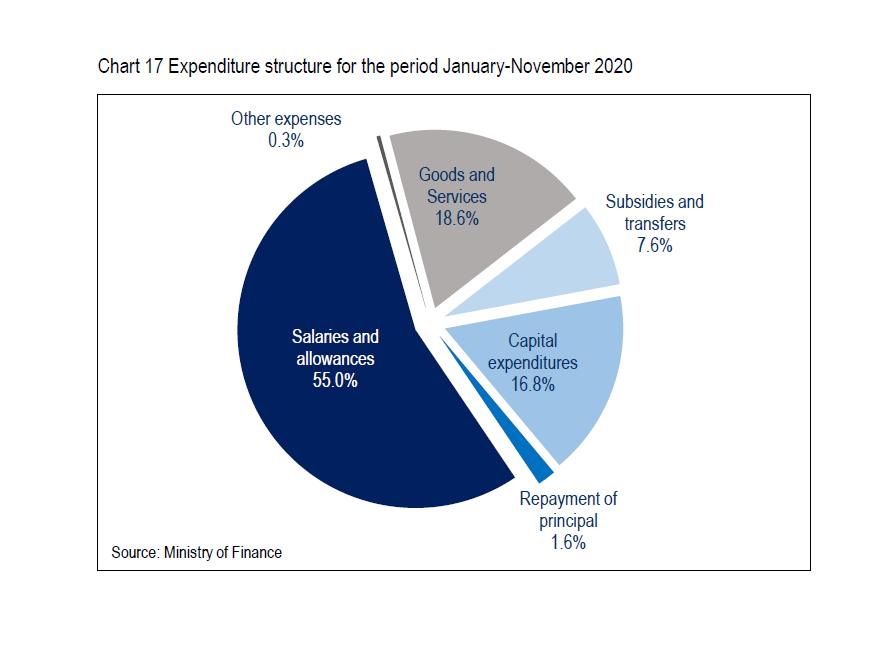 Chart 17 Expenditure structure for the period January-November 2020
Other expenses
0.3%
Goods and
Services
18.6%
Subsidies and
transfers
7.6%
Salaries and
allowances
55.0%
Capital
expenditures
16.8%
Repayment of
principal
1.6%
Source: Ministry of Finance